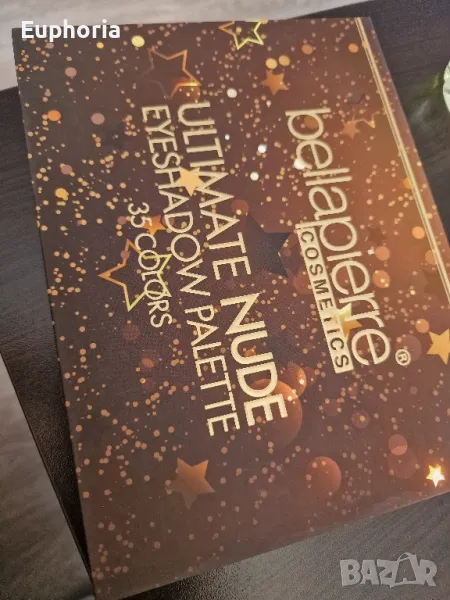 Euphoria
bellapierre®
COSMETICS
ULTIMATE NUDE
EYESHADOW PALETTE
35 COLORS
BAZAR